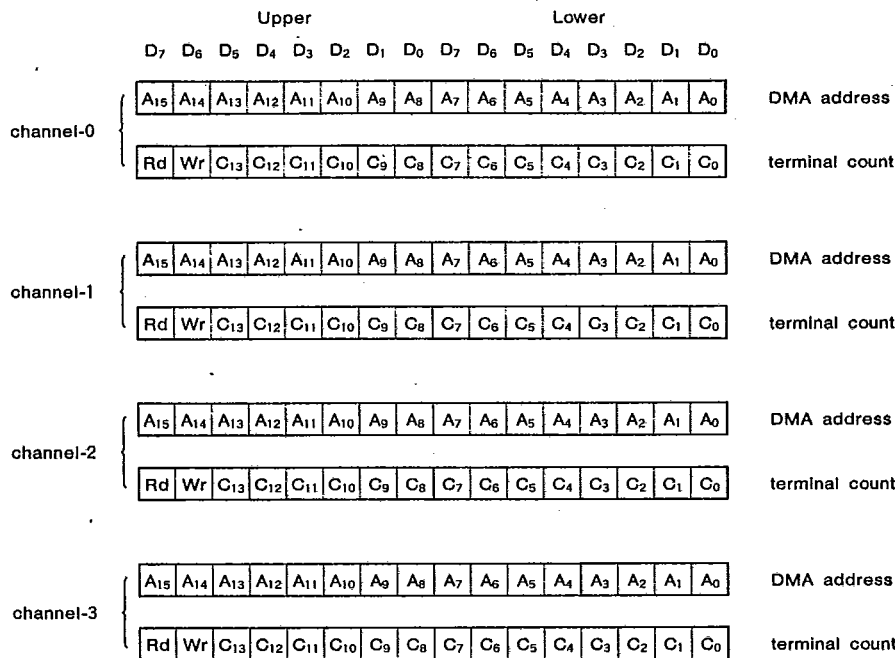 Upper Lower
D7 D6 D5 D4 D3 D2 D1 D0 D7 D6 D5 D4 D3 D2 D1 D0
A15 A14 A13 A12 A11 A10 A9 A8 A7 A6 A5 A4 A3 A2 A1 A0 DMA address
channel-0
Rd Wr C13 C12 C11 C10 C9 C8 C7 C6 C5 C4 C3 C2 C1 C0 terminal count
A15 A14 A13 A12 A11 A10 A9 A8 A7 A6 A5 A4 A3 A2 A1 A0 DMA address
channel-1
Rd Wr C13 C12 C11 C10 C9 C8 C7 C6 C5 C4 C3 C2 C1 C0 terminal count
A15 A14 A13 A12 A11 A10 A9 A8 A7 A6 A5 A4 A3 A2 A1 A0 DMA address
channel-2
Rd Wr C13 C12 C11 C10 C9 C8 C7 C6 C5 C4 C3 C2 C1 C0 terminal count
A15 A14 A13 A12 A11 A10 A9 A8 A7 A6 A5 A4 A3 A2 A1 A0 DMA address
channel-3
Rd Wr C13 C12 C11 C10 C9 C8 C7 C6 C5 C4 C3 C2 C1 C0 terminal count